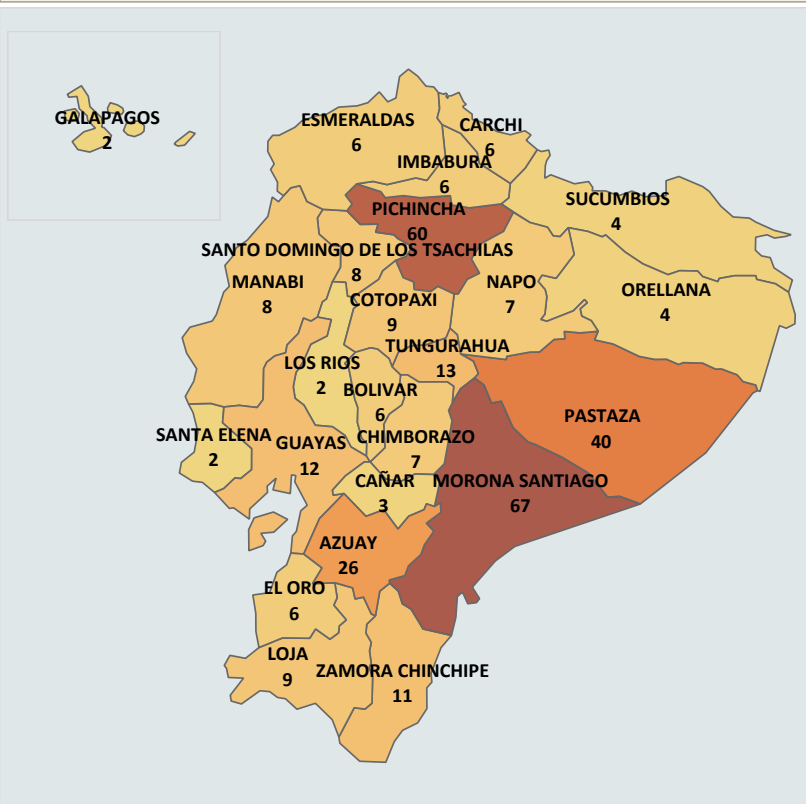 GALAPAGOS
2
ESMERALDAS
6
CARCHI
6
IMBABURA
6
SUCUMBIOS
4
PICHINCHA
60
SANTO DOMINGO DE LOS TSACHILAS
8
MANABI
8
COTOPAXI
9
NAPO
7
ORELLANA
4
TUNGURAHUA
13
LOS RIOS
2
BOLIVAR
6
PASTAZA
40
SANTA ELENA
2
GUAYAS
12
CHIMBORAZO
7
CAÑAR
3
MORONA SANTIAGO
67
AZUAY
26
EL ORO
6
LOJA
9
ZAMORA CHINCHIPE
11